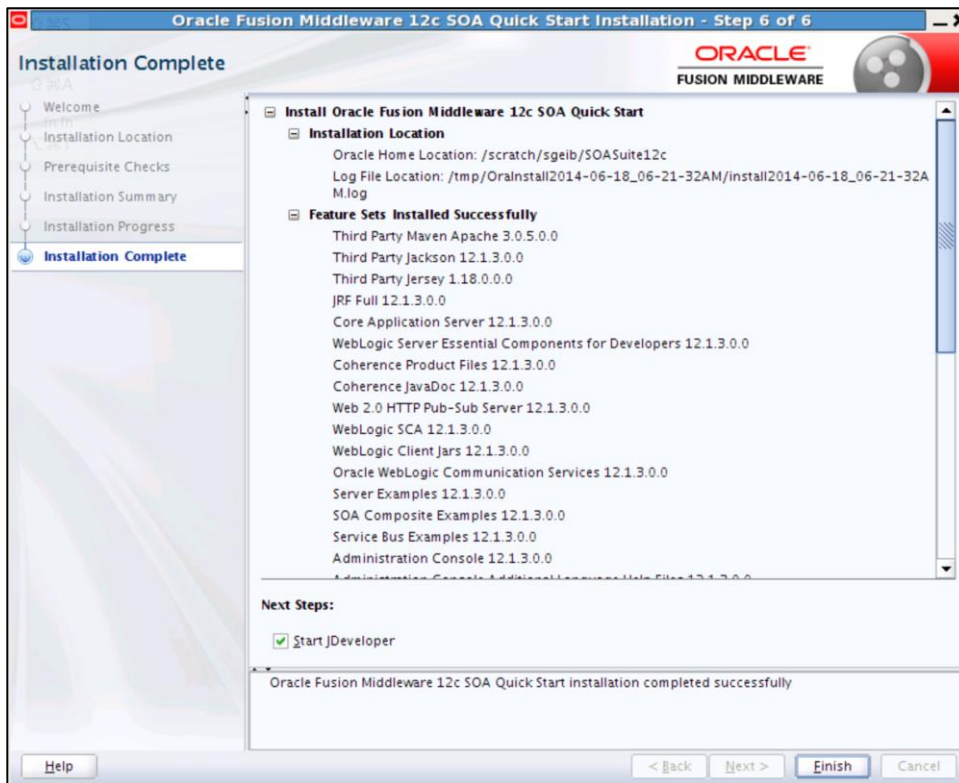 Oracle Fusion Middleware 12c SOA Quick Start Installation - Step 6 of 6
Installation Complete
ORACLE
FUSION MIDDLEWARE
Welcome
Installation Location
Prerequisite Checks
Installation Summary
Installation Progress
Installation Complete
Install Oracle Fusion Middleware 12c SOA Quick Start
Installation Location
Oracle Home Location: /scratch/sgeib/SOASuite12c
Log File Location: /tmp/OraInstall2014-06-18_06-21-32AM/install2014-06-18_06-21-32A
M.log
Feature Sets Installed Successfully
Third Party Maven Apache 3.0.5.0.0
Third Party Jackson 12.1.3.0.0
Third Party Jersey 1.18.0.0.0
JRF Full 12.1.3.0.0
Core Application Server 12.1.3.0.0
WebLogic Server Essential Components for Developers 12.1.3.0.0
Coherence Product Files 12.1.3.0.0
Coherence JavaDoc 12.1.3.0.0
Web 2.0 HTTP Pub-Sub Server 12.1.3.0.0
WebLogic SCA 12.1.3.0.0
WebLogic Client Jars 12.1.3.0.0
Oracle WebLogic Communication Services 12.1.3.0.0
Server Examples 12.1.3.0.0
SOA Composite Examples 12.1.3.0.0
Service Bus Examples 12.1.3.0.0
Administration Console 12.1.3.0.0
Administration Console Additional Language Help Files 12.1.3.0.0
Next Steps:
Start JDeveloper
Oracle Fusion Middleware 12c SOA Quick Start installation completed successfully
Help
< Back
Next >
Finish
Cancel